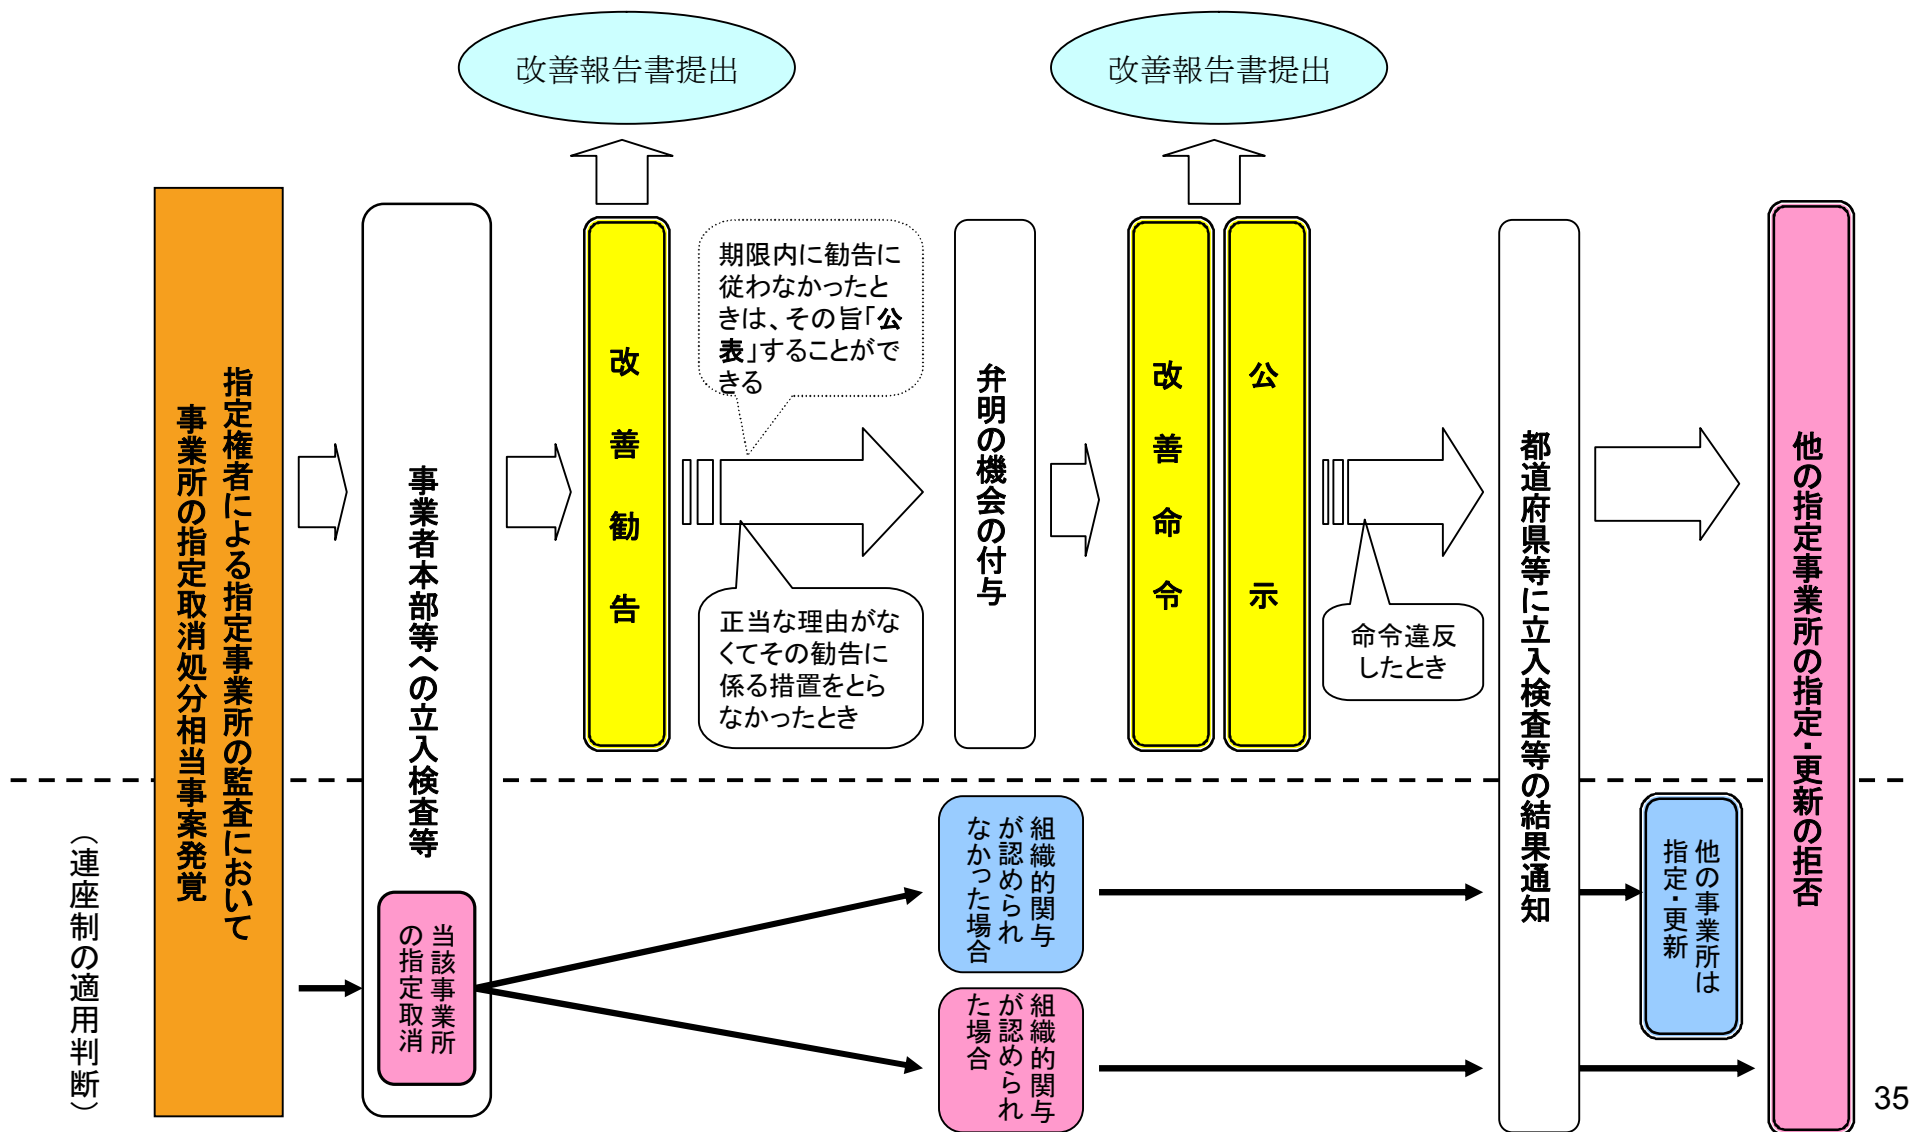 改善報告書提出
改善報告書提出
指定権者による指定事業所の監査において
事業所の指定取消処分相当事案発覚
事業者本部等への立入検査等
改善勧告
期限内に勧告に
従わなかったと
きは、その旨「公
表」することがで
きる
正当な理由がな
くてその勧告に
係る措置をとら
なかったとき
弁明の機会の付与
改善命令
公示
命令違反
したとき
都道府県等に立入検査等の結果通知
他の指定事業所の指定・更新の拒否
（連座制の適用判断）
当該事業所
の指定取消
組織的関与
が認められ
なかった場合
組織的関与
が認められ
た場合
他の事業所は
指定・更新
35